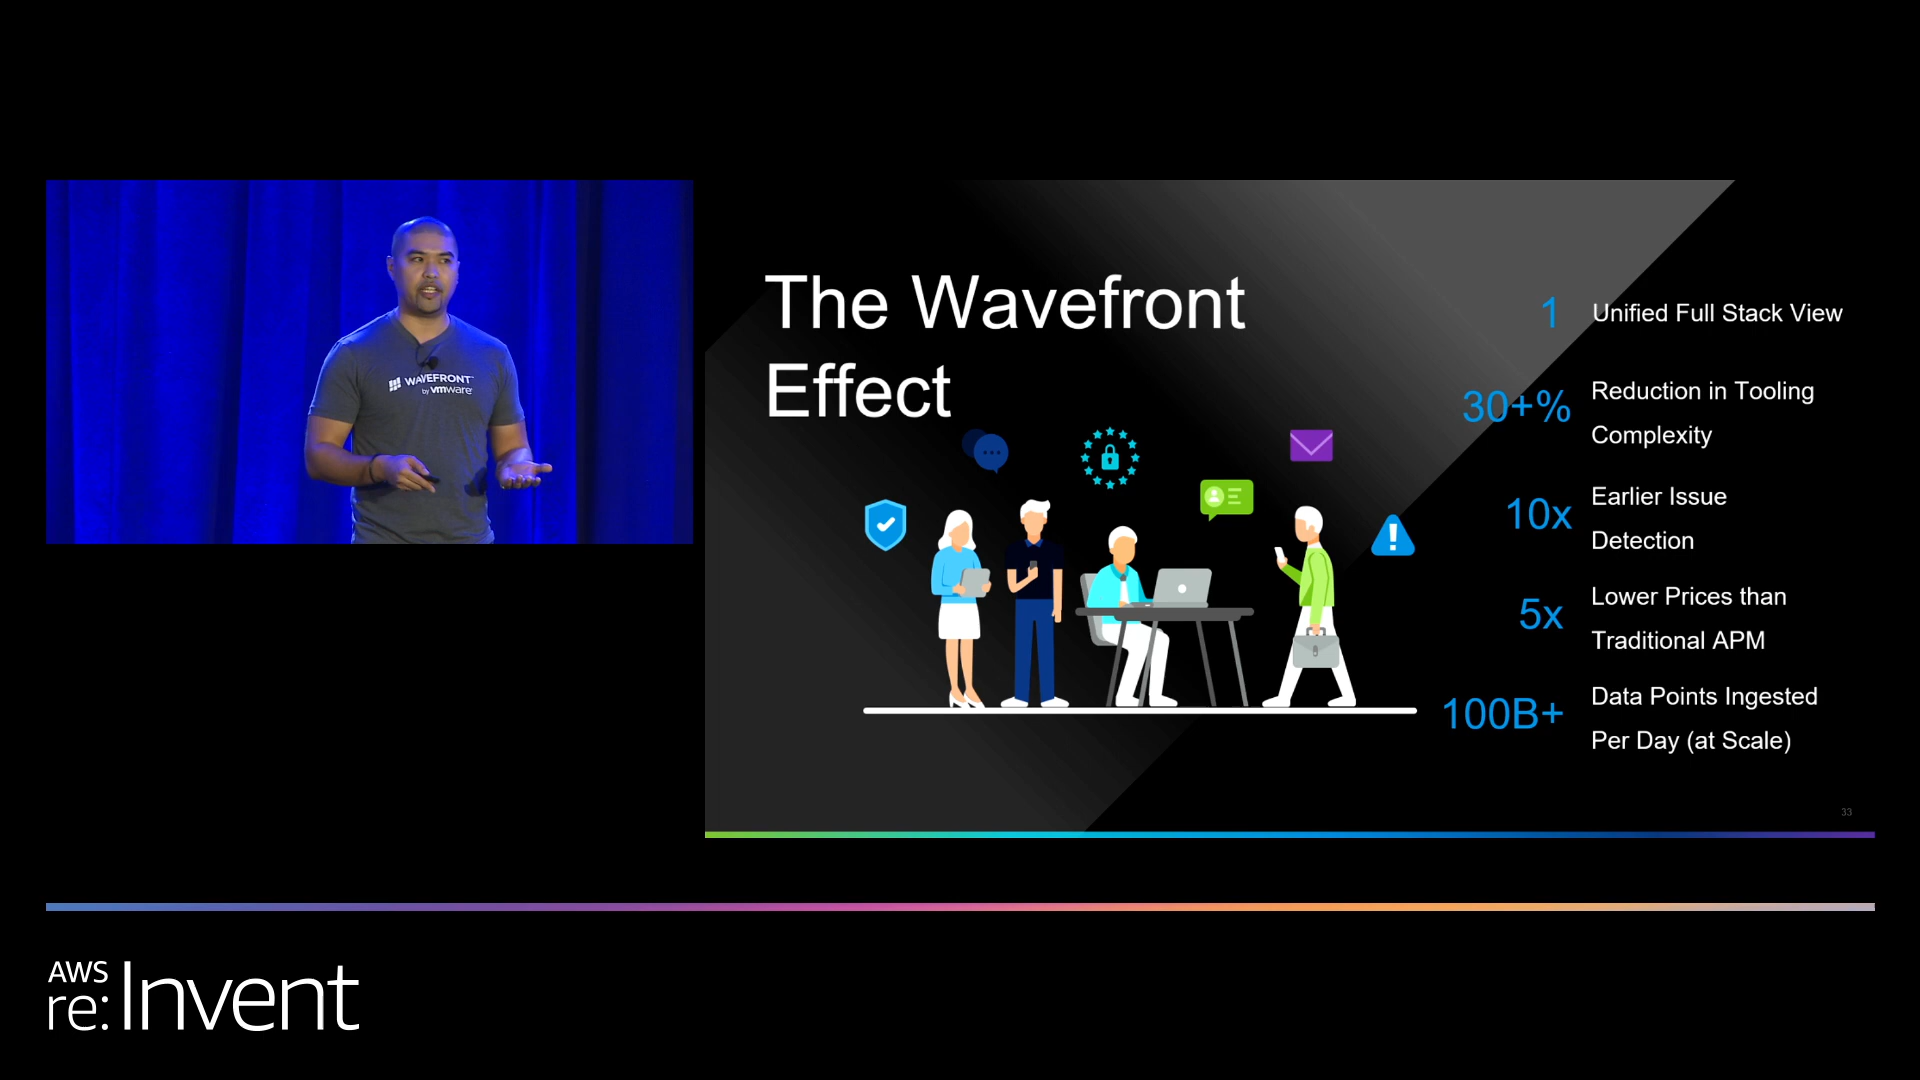 WAVEFRONT
by vmware
The Wavefront
Effect
1 Unified Full Stack View
30+% Reduction in Tooling
Complexity
10x Earlier Issue
Detection
5x Lower Prices than
Traditional APM
100B+ Data Points Ingested
Per Day (at Scale)
33
AWS
re:Invent